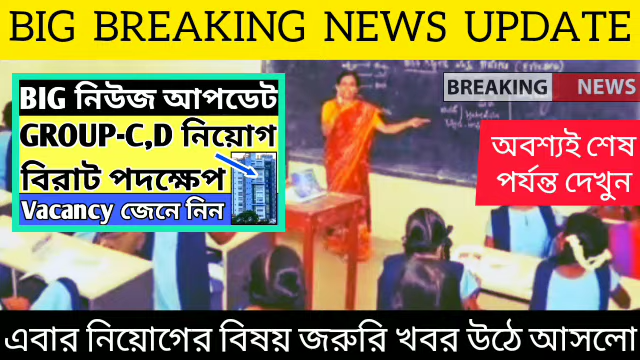 BIG BREAKING NEWS UPDATE
BIG নিউজ আপডেট
GROUP-C,D নিয়োগ
বিরাট পদক্ষেপ
Vacancy জেনে নিন
BREAKING NEWS
অবশ্যই শেষ
পর্যন্ত দেখুন
এবার নিয়োগের বিষয় জরুরি খবর উঠে আসলো